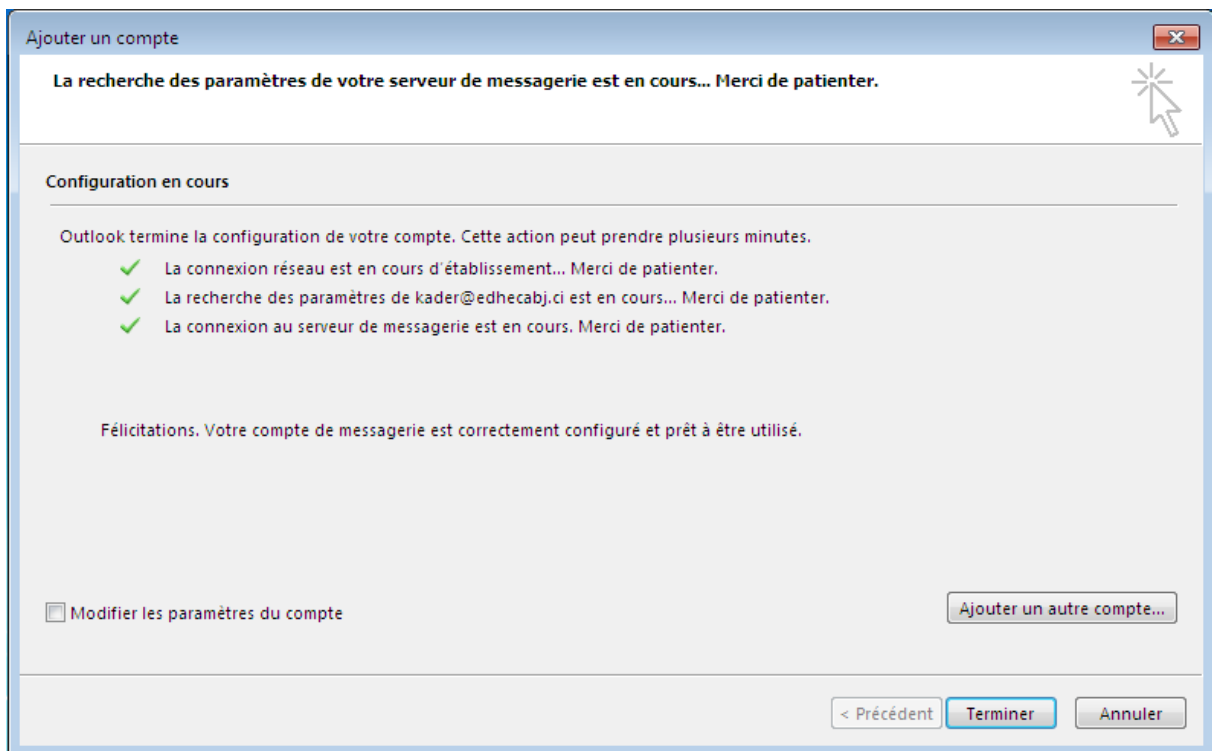 Ajouter un compte
La recherche des paramètres de votre serveur de messagerie est en cours... Merci de patienter.
Configuration en cours
Outlook termine la configuration de votre compte. Cette action peut prendre plusieurs minutes.
La connexion réseau est en cours d'établissement... Merci de patienter.
La recherche des paramètres de kader@edhecabj.ci est en cours... Merci de patienter.
La connexion au serveur de messagerie est en cours. Merci de patienter.
Félicitations. Votre compte de messagerie est correctement configuré et prêt à être utilisé.
Modifier les paramètres du compte
Ajouter un autre compte...
< Précédent
Terminer
Annuler